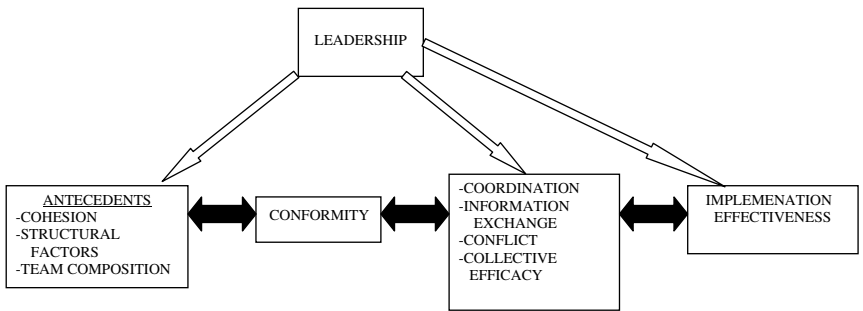 LEADERSHIP
ANTECEDENTS
-COHESION
-STRUCTURAL
FACTORS
-TEAM COMPOSITION
CONFORMITY
-COORDINATION
-INFORMATION
EXCHANGE
-CONFLICT
-COLLECTIVE
EFFICACY
IMPLEMENATION
EFFECTIVENESS